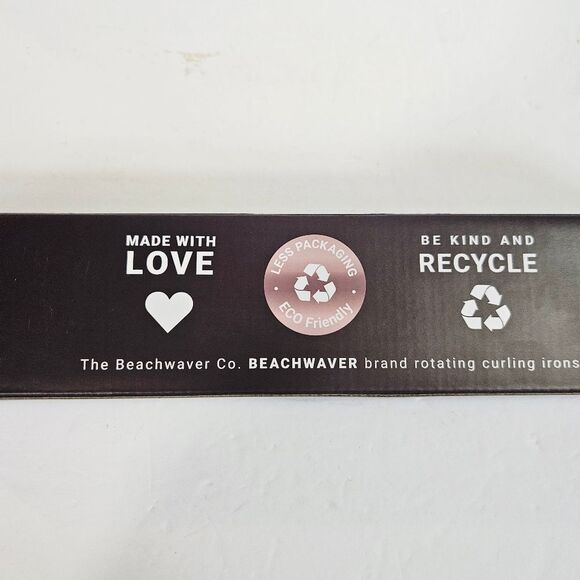 MADE WITH
LOVE
LESS PACKAGING
ECO Friendly
BE KIND AND
RECYCLE
The Beachwaver Co. BEACHWAVER brand rotating curling irons